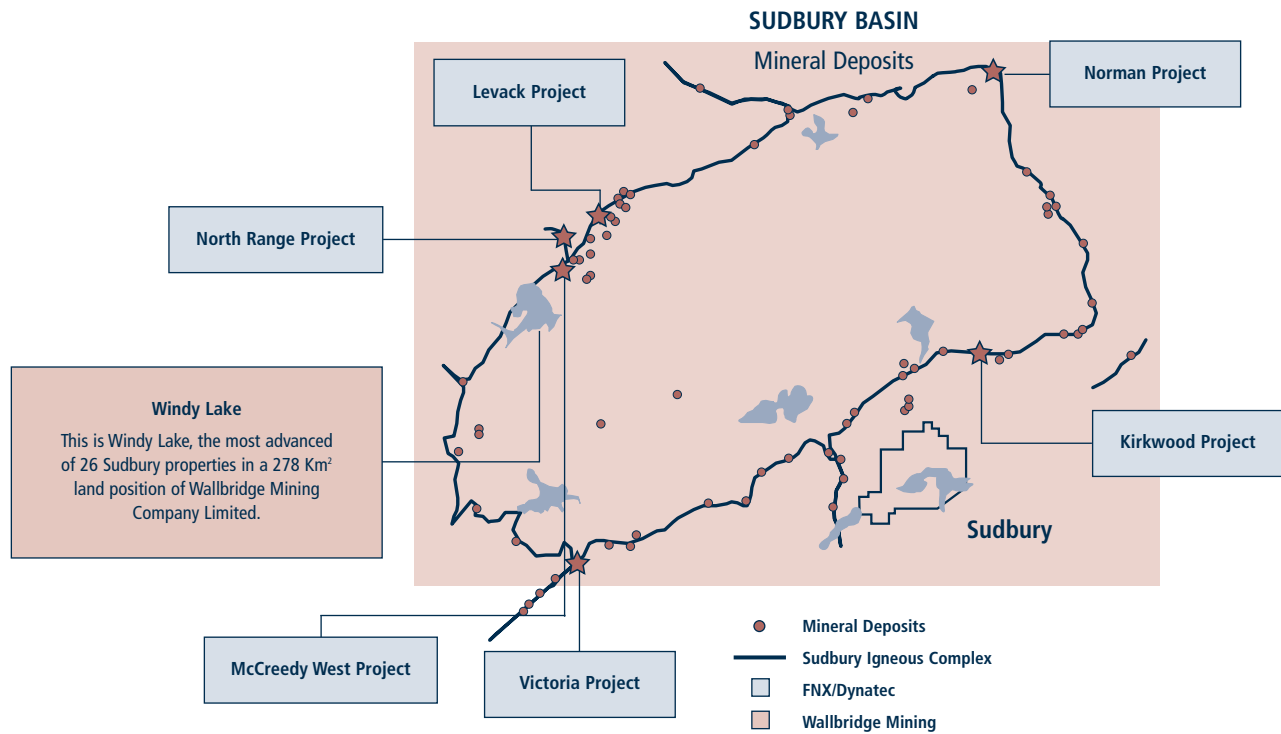 SUDBURY BASIN
Mineral Deposits
Levack Project
Norman Project
North Range Project
Windy Lake
This is Windy Lake, the most advanced
of 26 Sudbury properties in a 278 Km²
land position of Wallbridge Mining
Company Limited.
Kirkwood Project
Sudbury
McCreedy West Project
Victoria Project
Mineral Deposits
Sudbury Igneous Complex
FNX/Dynatec
Wallbridge Mining